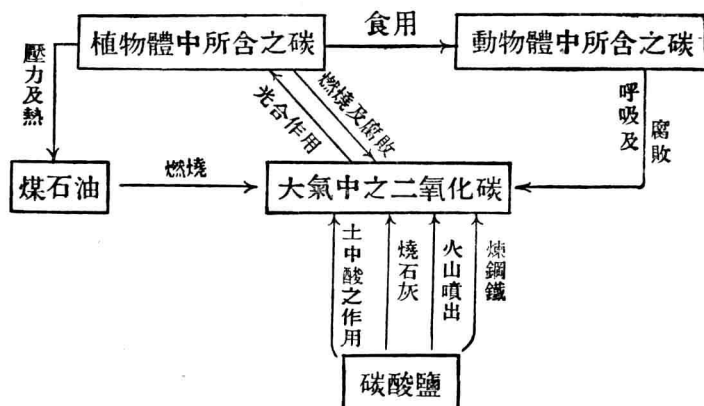 植物體中所含之碳
食用
動物體中所含之碳
壓力及熱
光合作用
燃燒及腐敗
呼吸及
腐敗
煤石油
燃燒
大氣中之二氧化碳
土中酸之作用
燒石灰
火山噴出
煉鋼鐵
碳酸鹽